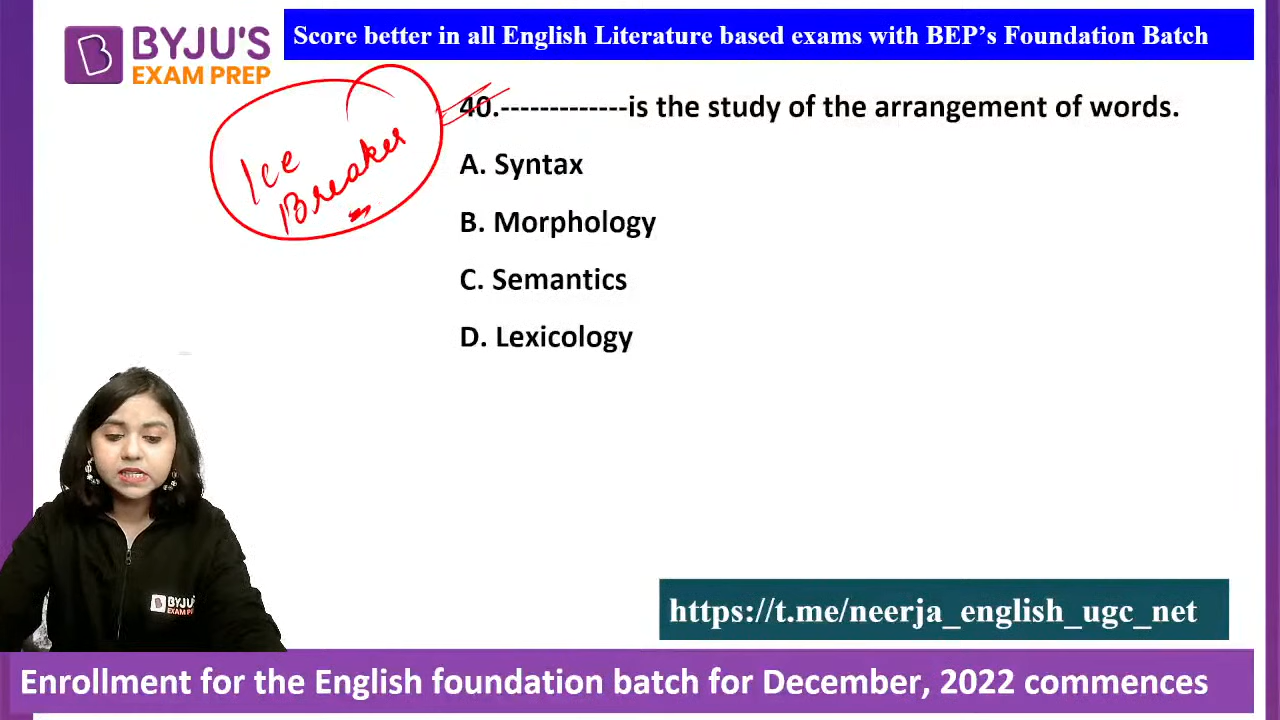 BYJU'S
EXAM PREP
Score better in all English Literature based exams with BEP's Foundation Batch
Ice
Breaker
40.-------------is the study of the arrangement of words.
A. Syntax
B. Morphology
C. Semantics
D. Lexicology
BYJU'S
EXAM PREP
https://t.me/neerja_english_ugc_net
Enrollment for the English foundation batch for December, 2022 commences